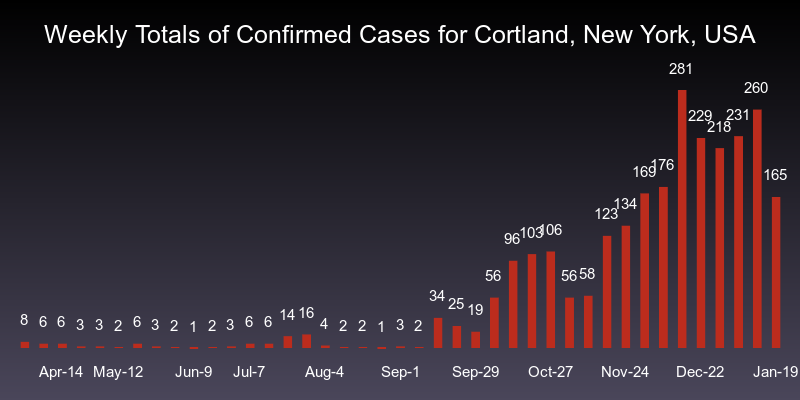 Weekly Totals of Confirmed Cases for Cortland, New York, USA
8 6 6 3 3 2 6 3 2 1 2 3 6 6 14 16 4 2 2 1 3 2 34 25 19 56 96 103 106 56 58 123 134 169 176 281 229 218 231 260 165
Apr-14 May-12 Jun-9 Jul-7 Aug-4 Sep-1 Sep-29 Oct-27 Nov-24 Dec-22 Jan-19